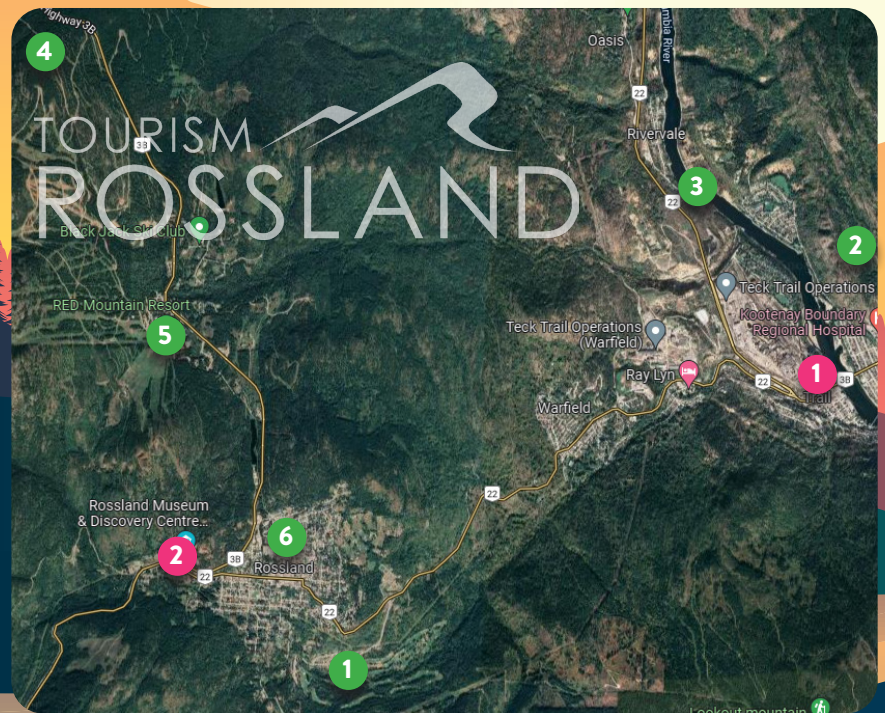 Highway 3B
4
Oasis
mbia River
22
TOURISM
ROSSLAND
3B
Rivervale
3
22
Black Jack Ski Club
2
Teck Trail Operations
RED Mountain Resort
5
Kootenay Boundary
Regional Hospital
Teck Trail Operations
(Warfield)
Ray Lyn
1
3B
22
Trail
Warfield
22
Rossland Museum
& Discovery Centre...
2
3B
6
22
Rossland
22
1
Lookout mountain